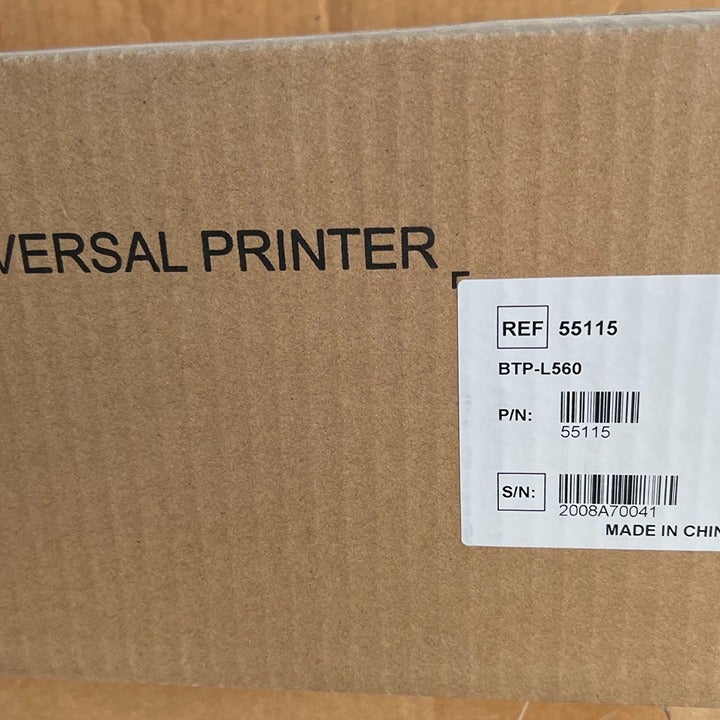 VERSAL PRINTER
REF 55115
BTP-L560
P/N:
55115
S/N:
2008A70041
MADE IN CHIN